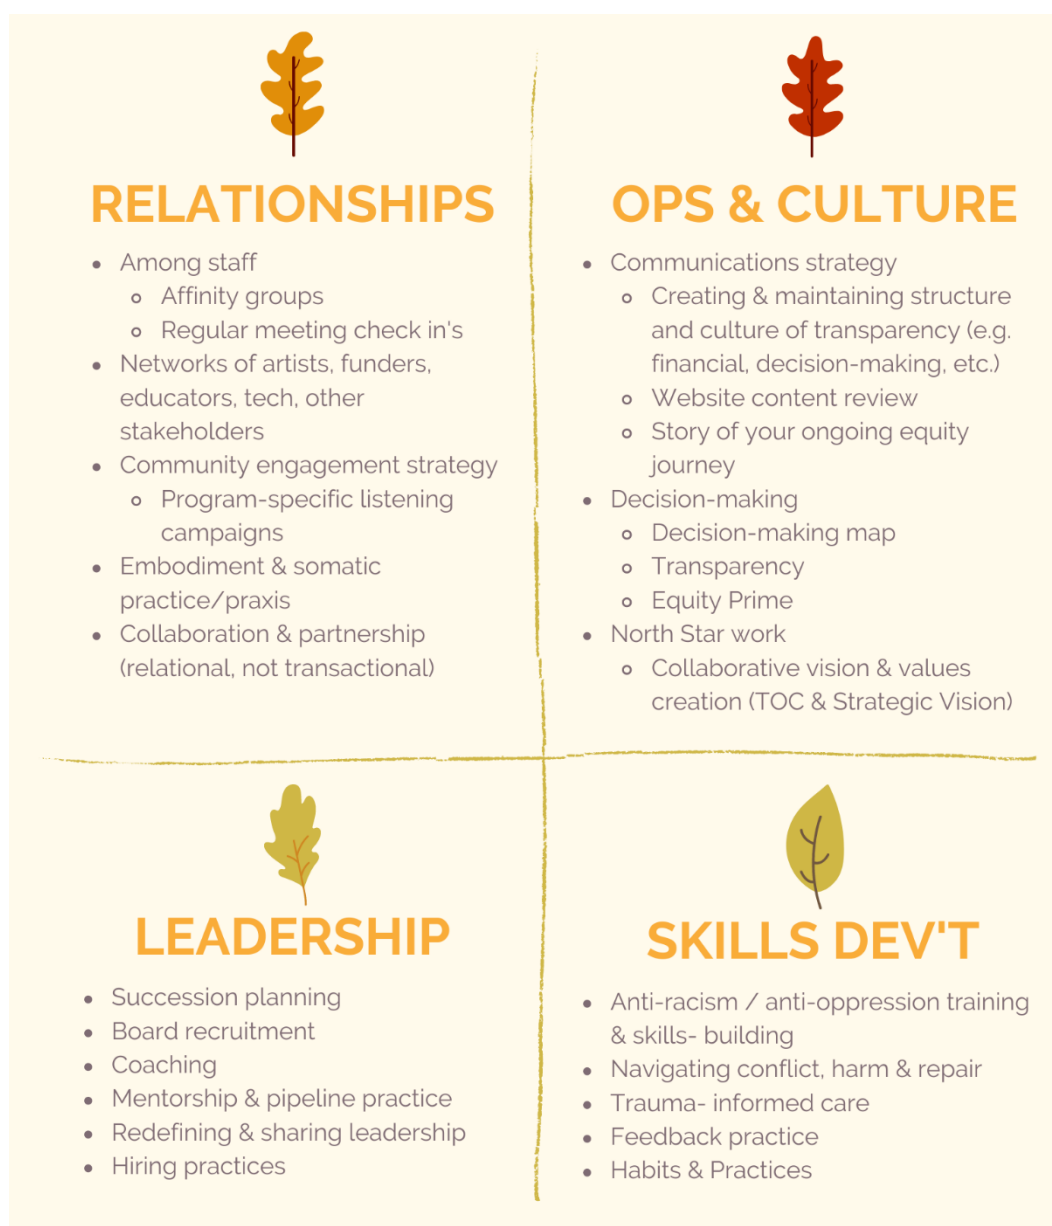 RELATIONSHIPS
• Among staff
◦ Affinity groups
◦ Regular meeting check in's
• Networks of artists, funders,
educators, tech, other
stakeholders
• Community engagement strategy
◦ Program-specific listening
campaigns
• Embodiment & somatic
practice/praxis
• Collaboration & partnership
(relational, not transactional)
OPS & CULTURE
• Communications strategy
◦ Creating & maintaining structure
and culture of transparency (e.g.
financial, decision-making, etc.)
◦ Website content review
◦ Story of your ongoing equity
journey
• Decision-making
◦ Decision-making map
◦ Transparency
◦ Equity Prime
• North Star work
◦ Collaborative vision & values
creation (TOC & Strategic Vision)
LEADERSHIP
• Succession planning
• Board recruitment
• Coaching
• Mentorship & pipeline practice
• Redefining & sharing leadership
• Hiring practices
SKILLS DEV'T
• Anti-racism / anti-oppression training
& skills- building
• Navigating conflict, harm & repair
• Trauma- informed care
• Feedback practice
• Habits & Practices